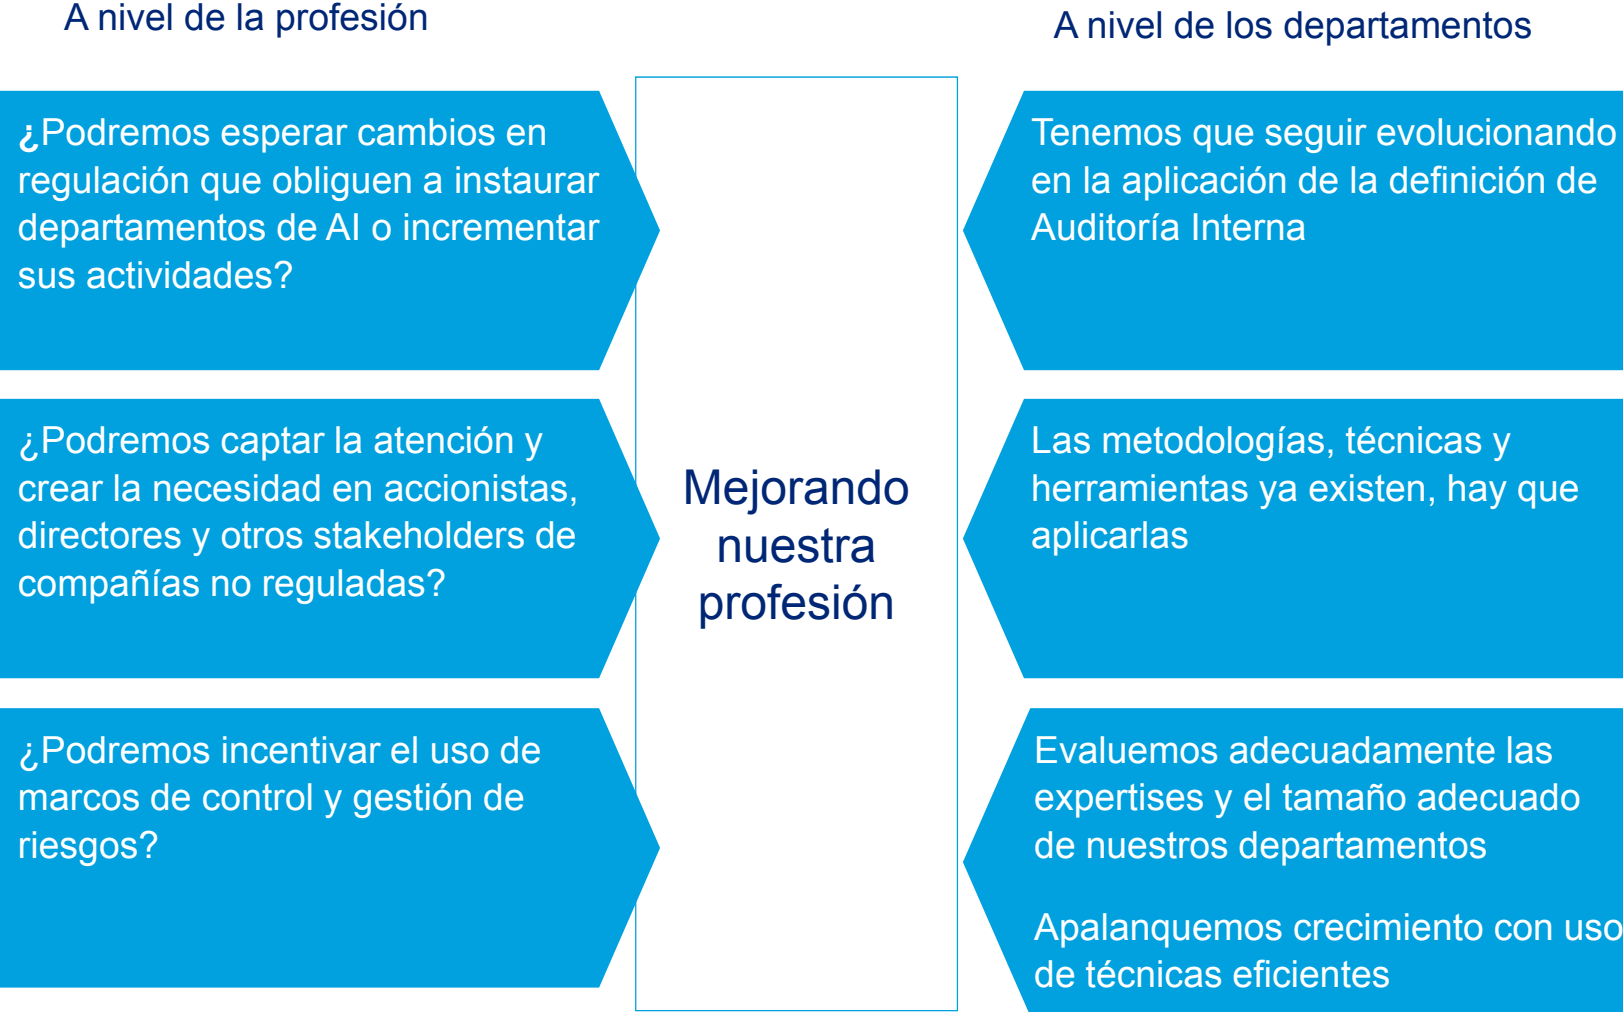 A nivel de la profesión
¿Podremos esperar cambios en
regulación que obliguen a instaurar
departamentos de AI o incrementar
sus actividades?
¿Podremos captar la atención y
crear la necesidad en accionistas,
directores y otros stakeholders de
compañías no reguladas?
¿Podremos incentivar el uso de
marcos de control y gestión de
riesgos?
Mejorando
nuestra
profesión
A nivel de los departamentos
Tenemos que seguir evolucionando
en la aplicación de la definición de
Auditoría Interna
Las metodologías, técnicas y
herramientas ya existen, hay que
aplicarlas
Evaluemos adecuadamente las
expertises y el tamaño adecuado
de nuestros departamentos
Apalanquemos crecimiento con uso
de técnicas eficientes